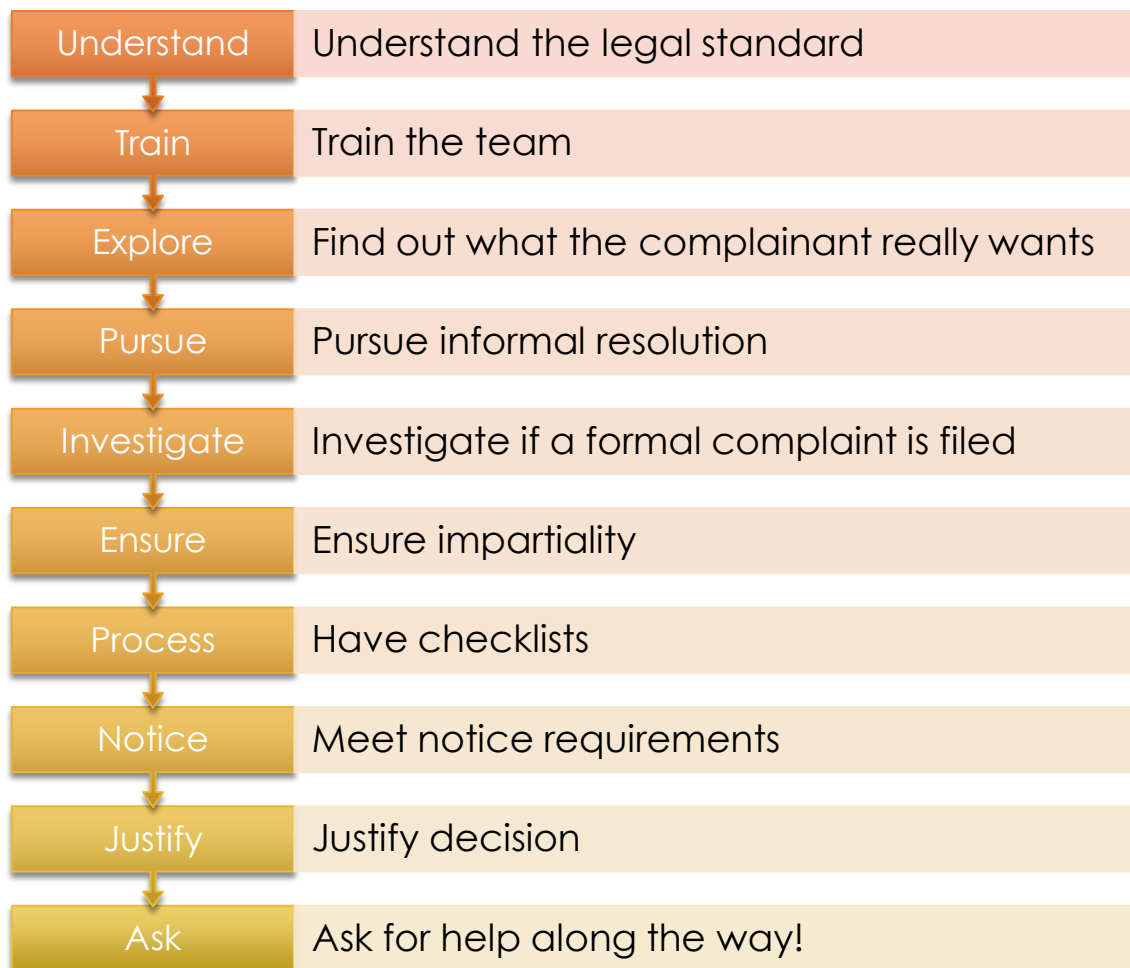 Understand
Understand the legal standard
Train
Train the team
Explore
Find out what the complainant really wants
Pursue
Pursue informal resolution
Investigate
Investigate if a formal complaint is filed
Ensure
Ensure impartiality
Process
Have checklists
Notice
Meet notice requirements
Justify
Justify decision
Ask
Ask for help along the way!